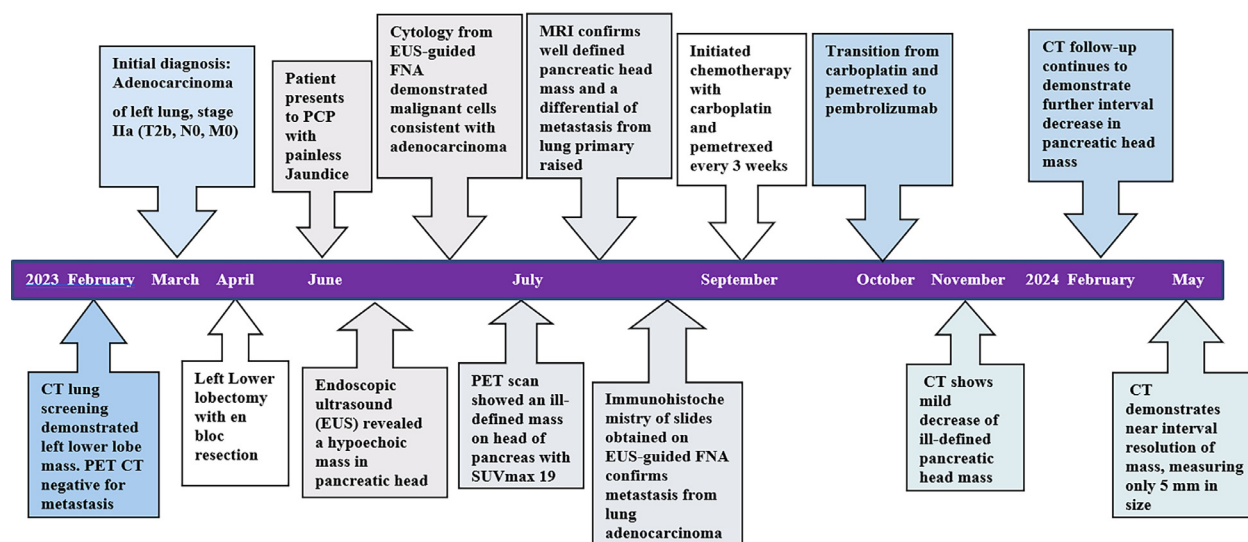 Initial diagnosis:
Adenocarcinoma
of left lung, stage
IIa (T2b, N0, M0)
Patient
presents
to PCP
with
painless
Jaundice
Cytology from
EUS-guided
FNA
demonstrated
malignant cells
consistent with
adenocarcinoma
MRI confirms
well defined
pancreatic head
mass and a
differential of
metastasis from
lung primary
raised
Initiated
chemotherapy
with
carboplatin
and
pemetrexed
every 3 weeks
Transition from
carboplatin and
pemetrexed to
pembrolizumab
CT follow-up
continues to
demonstrate
further interval
decrease in
pancreatic head
mass
2023 February March April June July September October November 2024 February May
CT lung
screening
demonstrated
left lower lobe
mass. PET CT
negative for
metastasis
Left Lower
lobectomy
with en
bloc
resection
Endoscopic
ultrasound
(EUS) revealed
a hypoechoic
mass in
pancreatic head
PET scan
showed an ill-
defined mass
on head of
pancreas with
SUVmax 19
Immunohistoche
mistry of slides
obtained on
EUS-guided FNA
confirms
metastasis from
lung
adenocarcinoma
CT shows
mild
decrease of
ill-defined
pancreatic
head mass
CT
demonstrates
near interval
resolution of
mass, measuring
only 5 mm in
size